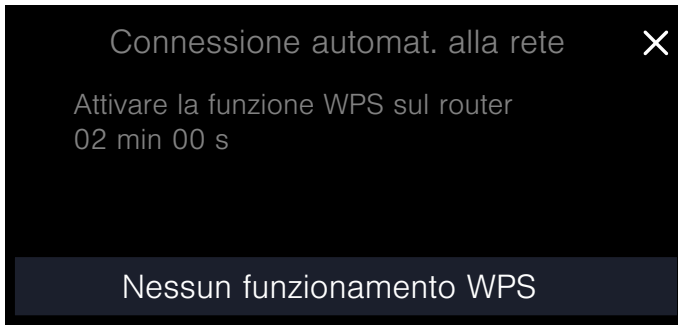 Connessione automat. alla rete
Attivare la funzione WPS sul router
02 min 00 s
Nessun funzionamento WPS